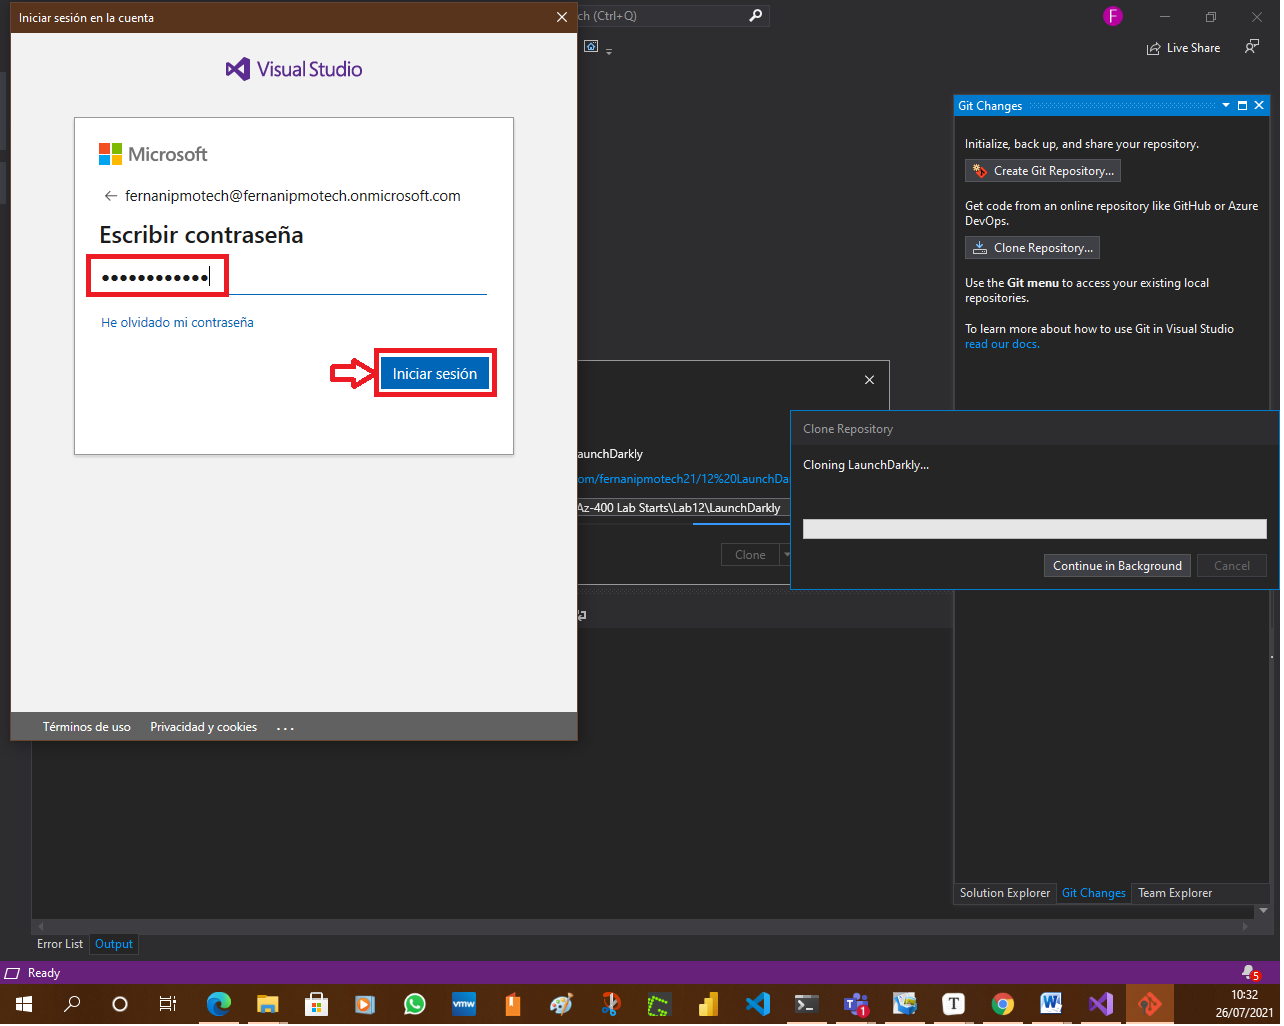 Iniciar sesión en la cuenta
ch (Ctrl+Q)
F
Live Share
Visual Studio
Microsoft
fernanipmotech@fernanipmotech.onmicrosoft.com
Escribir contraseña
••••••••••••
He olvidado mi contraseña
Iniciar sesión
Términos de uso
Privacidad y cookies
...
Git Changes
Initialize, back up, and share your repository.
Create Git Repository...
Get code from an online repository like GitHub or Azure
DevOps.
Clone Repository...
Use the Git menu to access your existing local
repositories.
To learn more about how to use Git in Visual Studio
read our docs.
aunchDarkly
om/fernanipmotech21/12%20LaunchDa
Az-400 Lab Starts\Lab12\LaunchDarkly
Clone
Clone Repository
Cloning LaunchDarkly...
Continue in Background
Cancel
Solution Explorer
Git Changes
Team Explorer
Error List
Output
Ready
5
vmw
1
T
W
10:32
26/07/2021